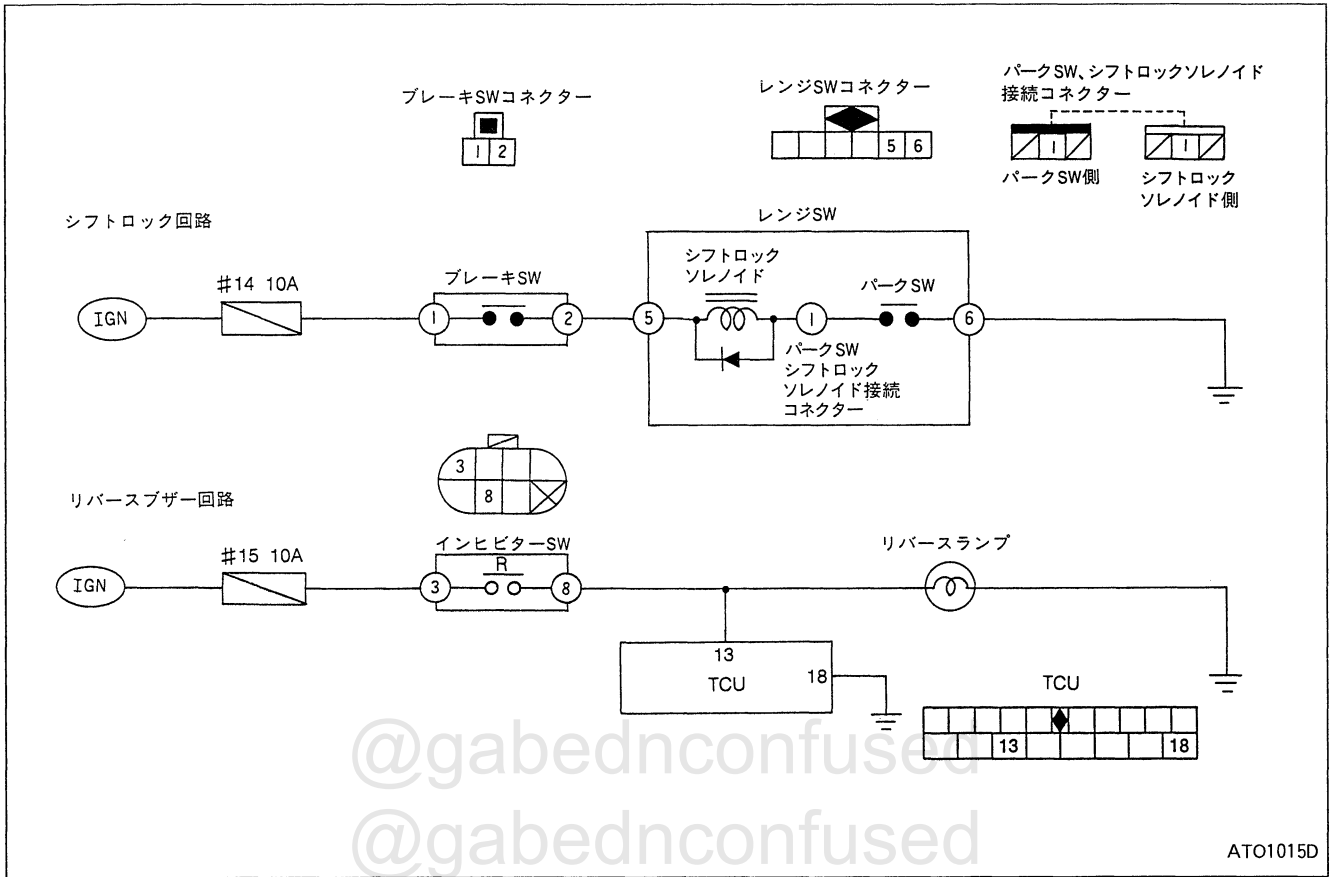 ブレーキSWコネクター
1 2
レンジSWコネクター
5 6
パークSW、シフトロックソレノイド
接続コネクター
1
パークSW側
1
シフトロック
ソレノイド側
シフトロック回路
IGN
#14 10A
ブレーキSW
1
2
レンジSW
5
シフトロック
ソレノイド
1
パークSW
シフトロック
ソレノイド接続
コネクター
パークSW
6
3
8
リバースブザー回路
IGN
#15 10A
インヒビターSW
3
R
8
リバースランプ
13
TCU
18
TCU
13
18
@gabednconfused
@gabednconfused
ATO1015D